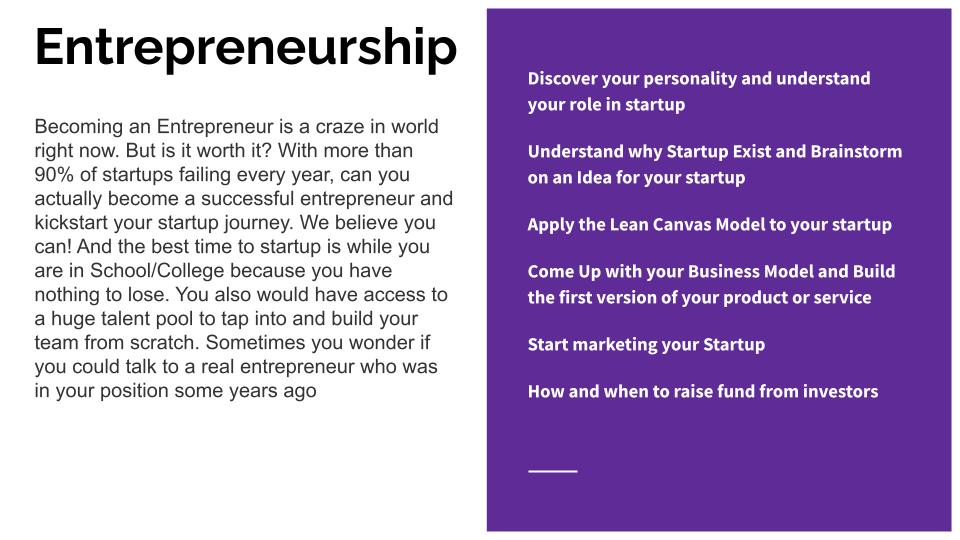 Entrepreneurship
Becoming an Entrepreneur is a craze in world
right now. But is it worth it? With more than
90% of startups failing every year, can you
actually become a successful entrepreneur and
kickstart your startup journey. We believe you
can! And the best time to startup is while you
are in School/College because you have
nothing to lose. You also would have access to
a huge talent pool to tap into and build your
team from scratch. Sometimes you wonder if
you could talk to a real entrepreneur who was
in your position some years ago
Discover your personality and understand
your role in startup
Understand why Startup Exist and Brainstorm
on an Idea for your startup
Apply the Lean Canvas Model to your startup
Come Up with your Business Model and Build
the first version of your product or service
Start marketing your Startup
How and when to raise fund from investors